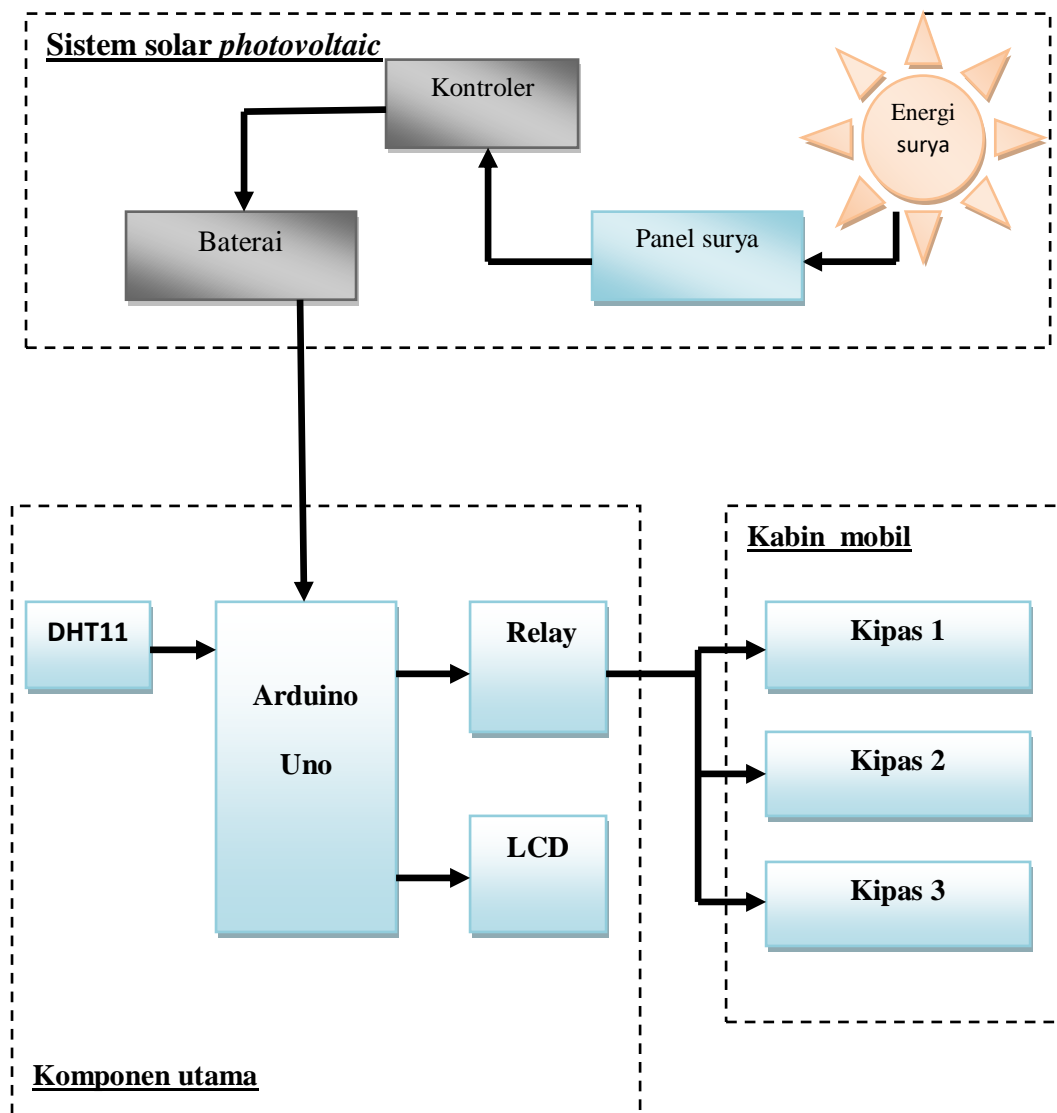 Sistem solar photovoltaic
Kontroler
Energi
surya
Baterai
Panel surya
Kabin mobil
DHT11
Arduino
Uno
Relay
LCD
Kipas 1
Kipas 2
Kipas 3
Komponen utama